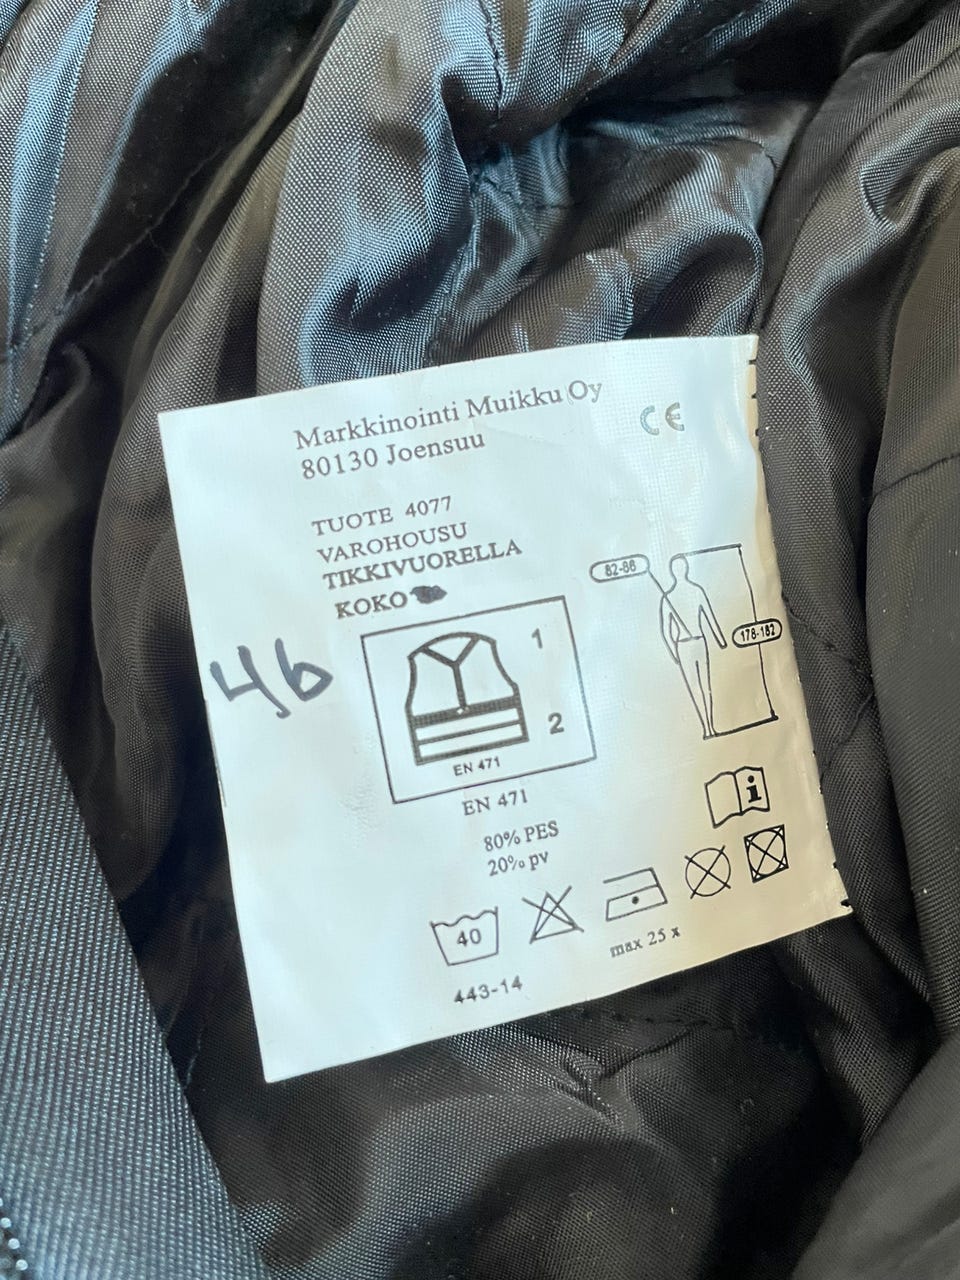 Markkinointi Muikku Oy
80130 Joensuu
CE
TUOTE 4077
VAROHOUSU
TIKKIVUORELLA
KOKO
46
82-86
178-182
1
2
EN 471
EN 471
80% PES
20% pv
40
max 25 x
443-14